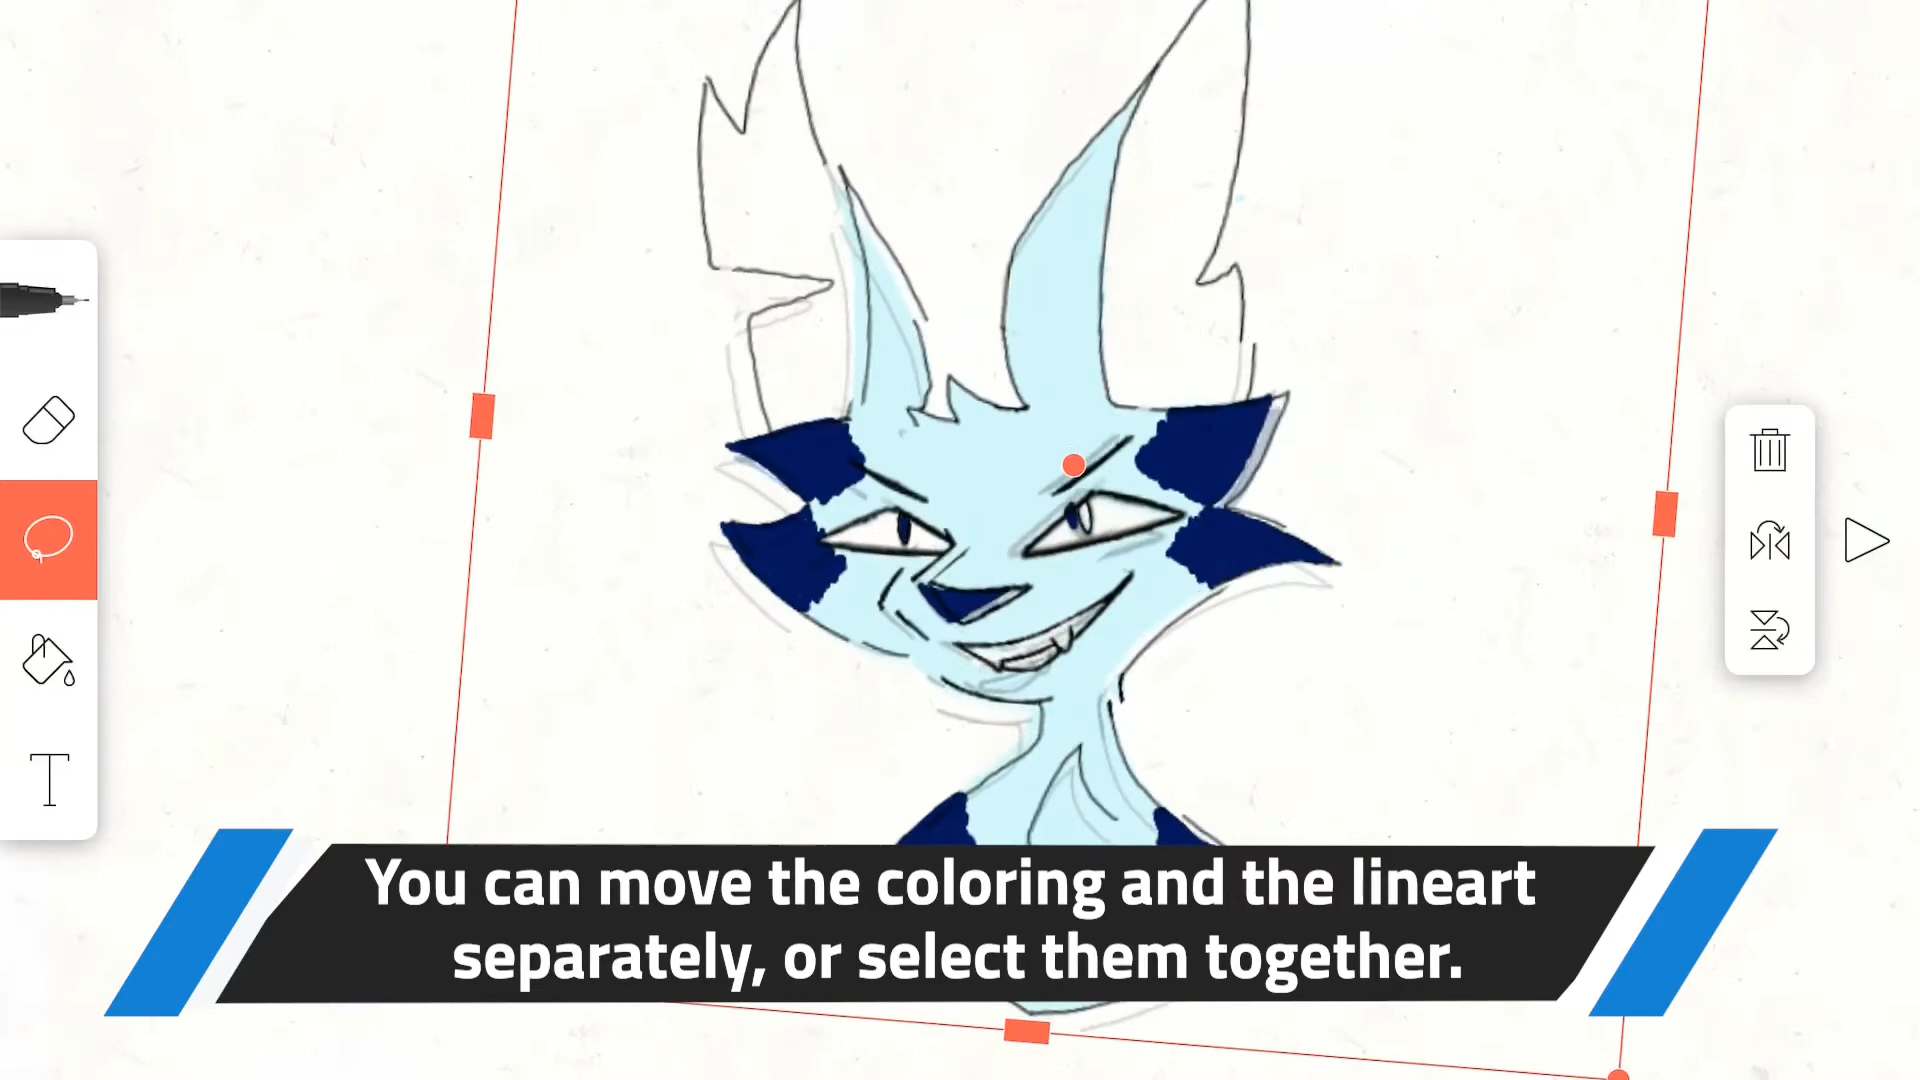 You can move the coloring and the lineart
separately, or select them together.